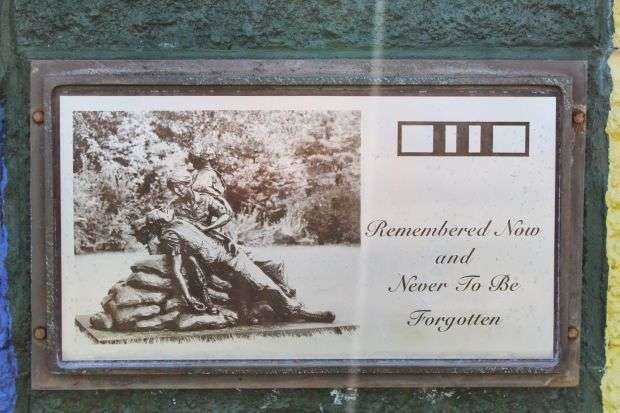 Remembered Now
and
Never To Be
Forgotten